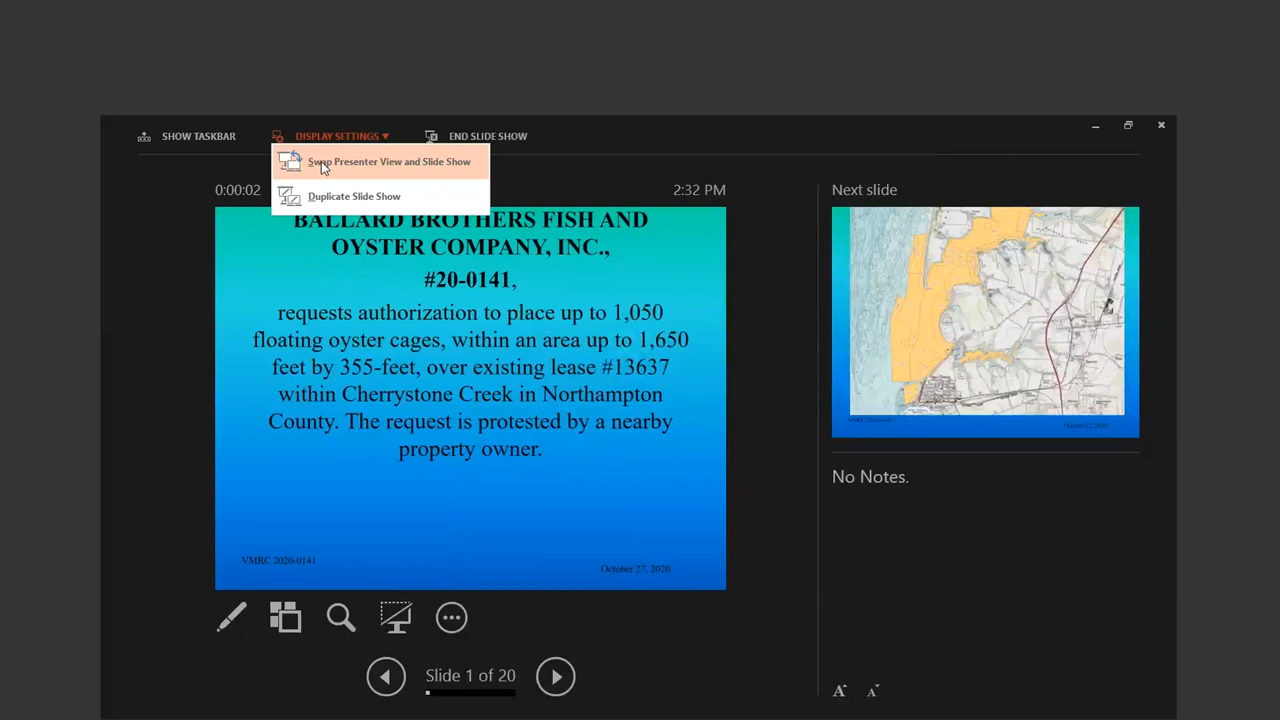 SHOW TASKBAR
DISPLAY SETTINGS ▼
END SLIDE SHOW
Swap Presenter View and Slide Show
Duplicate Slide Show
0:00:02
2:32 PM
BALLARD BROTHERS FISH AND
OYSTER COMPANY, INC.,
#20-0141,
requests authorization to place up to 1,050
floating oyster cages, within an area up to 1,650
feet by 355-feet, over existing lease #13637
within Cherrystone Creek in Northampton
County. The request is protested by a nearby
property owner.
VMRC 2020-0141
October 27, 2020
Slide 1 of 20
Next slide
No Notes.
A
A